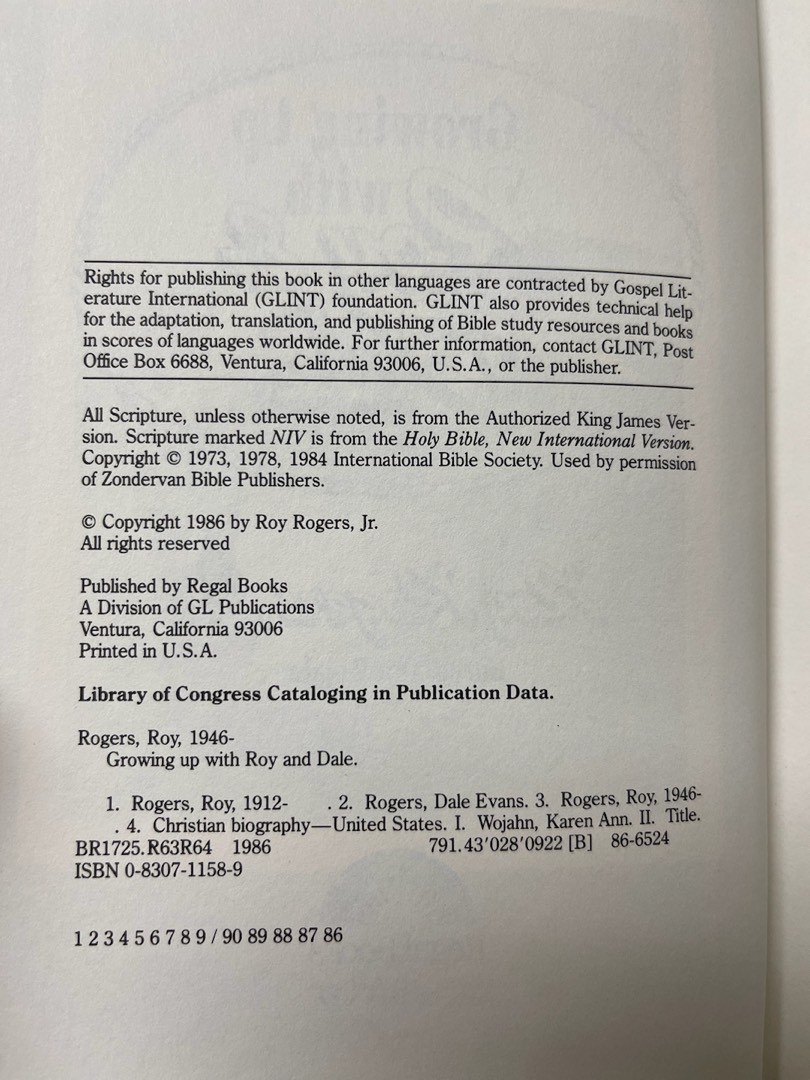 Rights for publishing this book in other languages are contracted by Gospel Lit-
erature International (GLINT) foundation. GLINT also provides technical help
for the adaptation, translation, and publishing of Bible study resources and books
in scores of languages worldwide. For further information, contact GLINT, Post
Office Box 6688, Ventura, California 93006, U.S.A., or the publisher.
All Scripture, unless otherwise noted, is from the Authorized King James Ver-
sion. Scripture marked NIV is from the Holy Bible, New International Version.
Copyright © 1973, 1978, 1984 International Bible Society. Used by permission
of Zondervan Bible Publishers.
© Copyright 1986 by Roy Rogers, Jr.
All rights reserved
Published by Regal Books
A Division of GL Publications
Ventura, California 93006
Printed in U.S.A.
Library of Congress Cataloging in Publication Data.
Rogers, Roy, 1946-
Growing up with Roy and Dale.
1. Rogers, Roy, 1912- . 2. Rogers, Dale Evans. 3. Rogers, Roy, 1946-
. 4. Christian biography—United States. I. Wojahn, Karen Ann. II. Title.
BR1725.R63R64 1986 791.43'028'0922 [B] 86-6524
ISBN 0-8307-1158-9
1 2 3 4 5 6 7 8 9 / 90 89 88 87 86